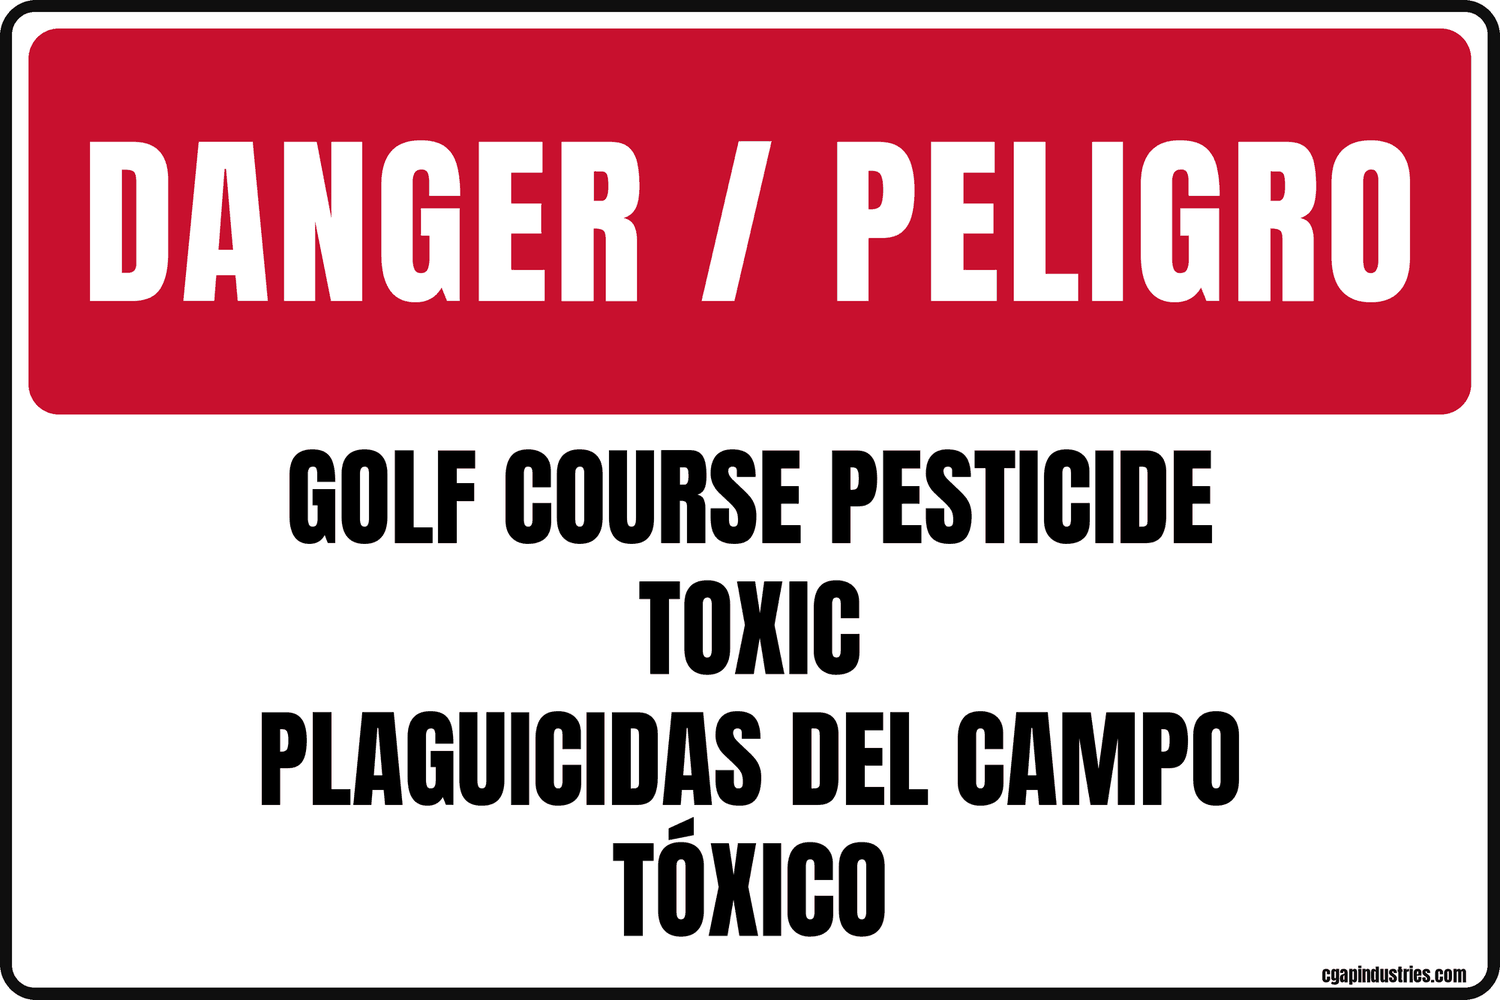 DANGER / PELIGRO
GOLF COURSE PESTICIDE
TOXIC
PLAGUICIDAS DEL CAMPO
TÓXICO
cgapindustries.com